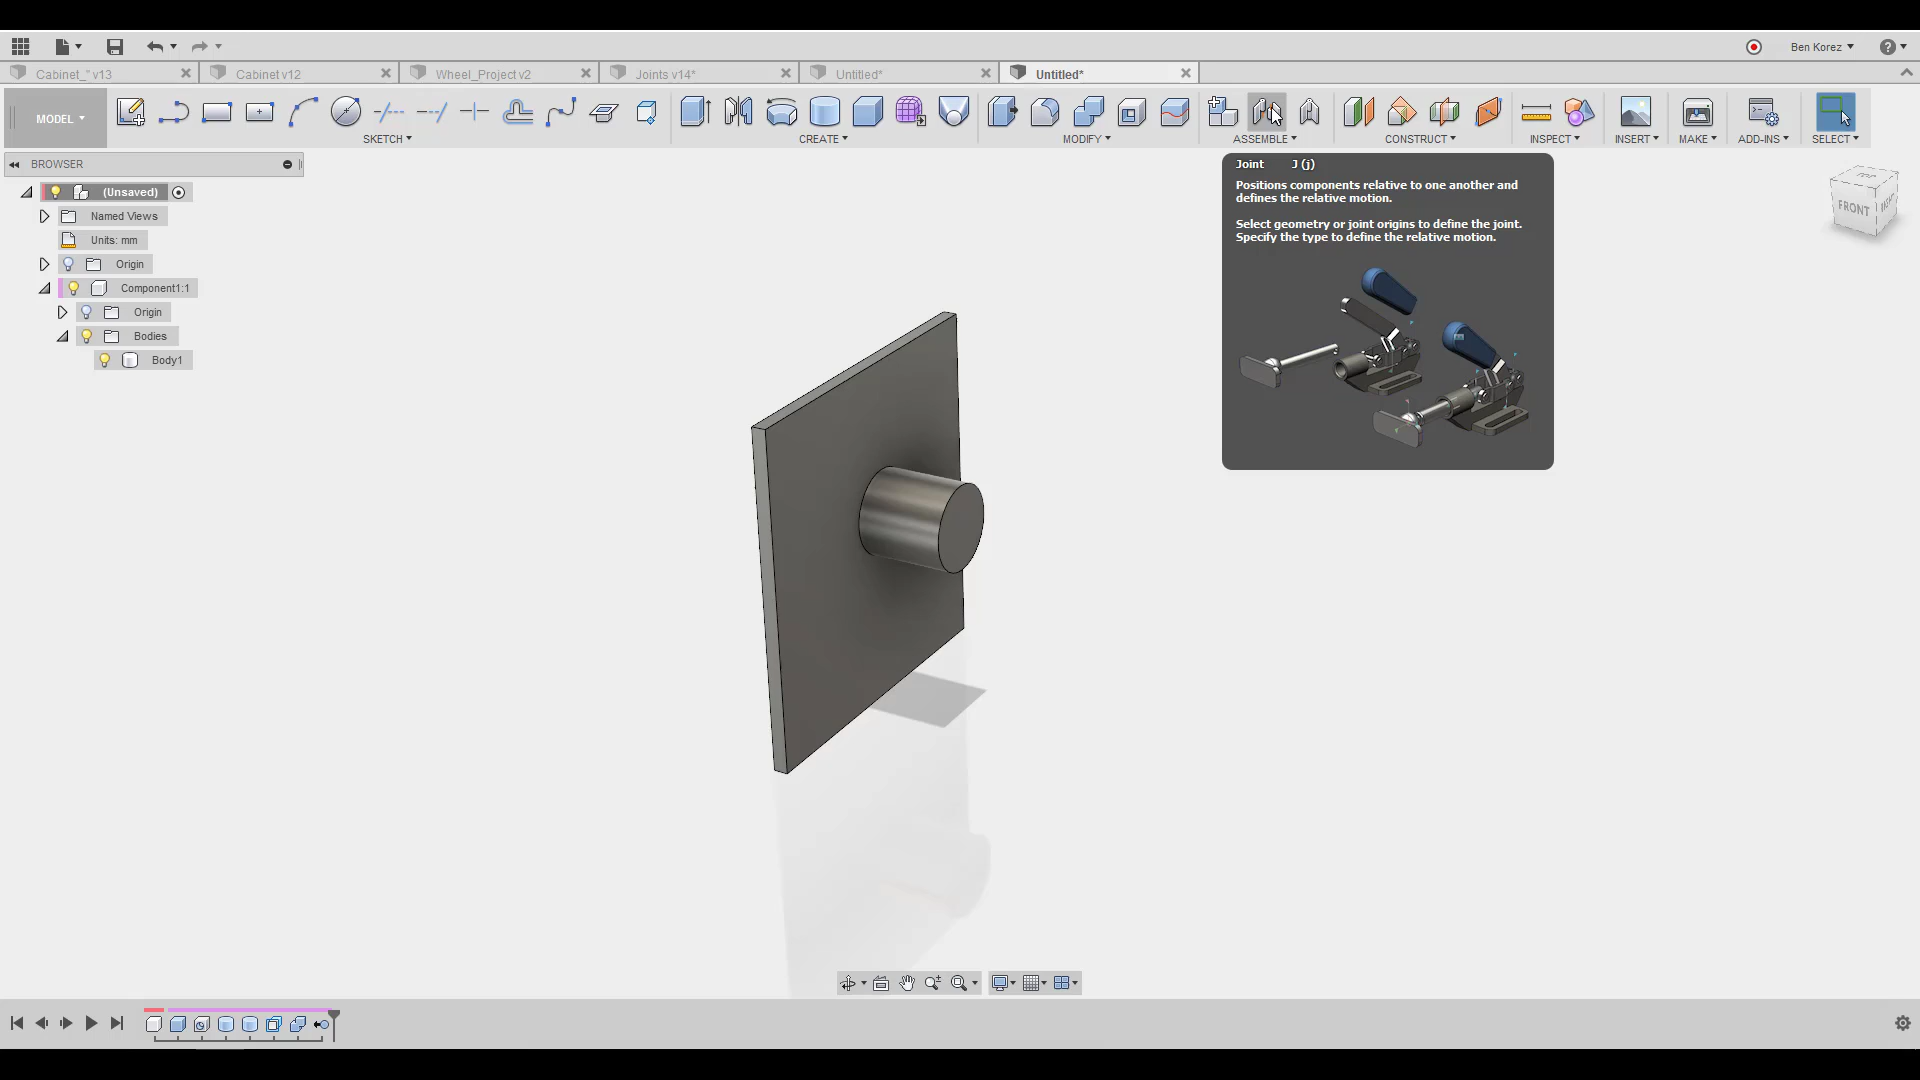 Ben Korez
Cabinet_* v13
Cabinet v12
Wheel_Project v2
Joints v14*
Untitled*
Untitled*
MODEL
SKETCH
CREATE
MODIFY
ASSEMBLE
CONSTRUCT
INSPECT
INSERT
MAKE
ADD-INS
SELECT
BROWSER
(Unsaved)
Named Views
Units: mm
Origin
Component1:1
Origin
Bodies
Body1
Joint J (j)
Positions components relative to one another and
defines the relative motion.
Select geometry or joint origins to define the joint.
Specify the type to define the relative motion.
FRONT